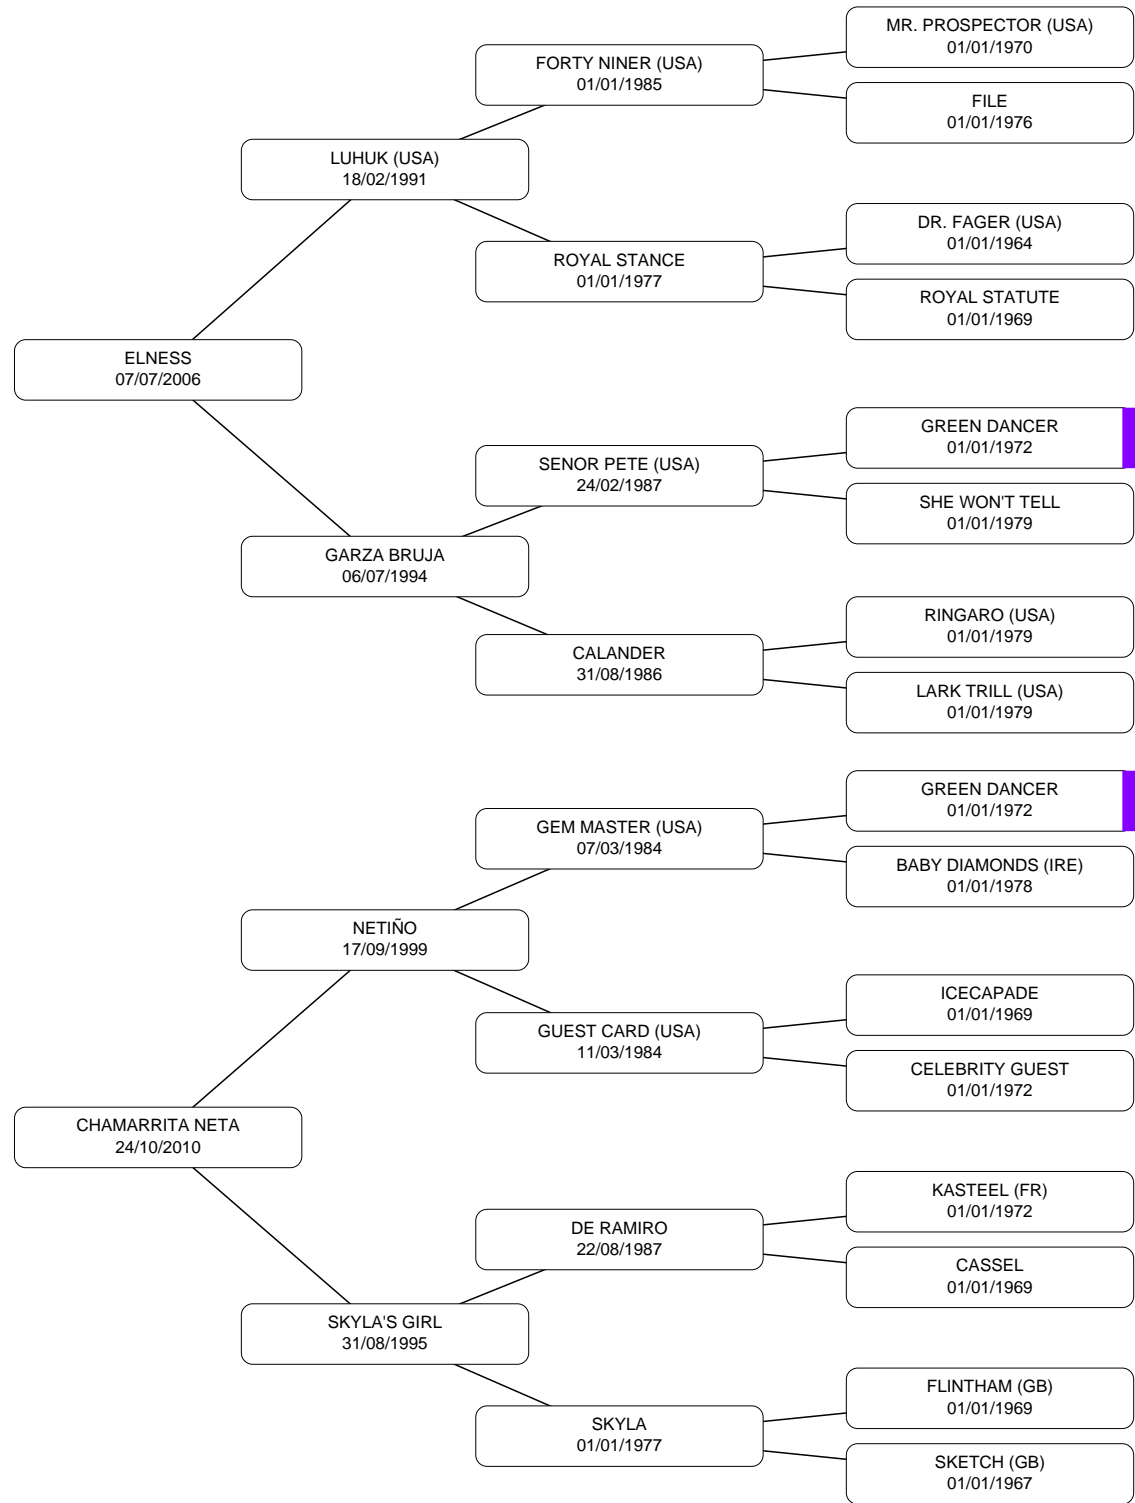 MR. PROSPECTOR (USA)
01/01/1970
FORTY NINER (USA)
01/01/1985
FILE
01/01/1976
LUHUK (USA)
18/02/1991
DR. FAGER (USA)
01/01/1964
ROYAL STANCE
01/01/1977
ROYAL STATUTE
01/01/1969
ELNESS
07/07/2006
GREEN DANCER
01/01/1972
SENOR PETE (USA)
24/02/1987
SHE WON'T TELL
01/01/1979
GARZA BRUJA
06/07/1994
RINGARO (USA)
01/01/1979
CALANDER
31/08/1986
LARK TRILL (USA)
01/01/1979
GREEN DANCER
01/01/1972
GEM MASTER (USA)
07/03/1984
BABY DIAMONDS (IRE)
01/01/1978
NETIÑO
17/09/1999
ICECAPADE
01/01/1969
GUEST CARD (USA)
11/03/1984
CELEBRITY GUEST
01/01/1972
CHAMARRITA NETA
24/10/2010
KASTEEL (FR)
01/01/1972
DE RAMIRO
22/08/1987
CASSEL
01/01/1969
SKYLA'S GIRL
31/08/1995
FLINTHAM (GB)
01/01/1969
SKYLA
01/01/1977
SKETCH (GB)
01/01/1967